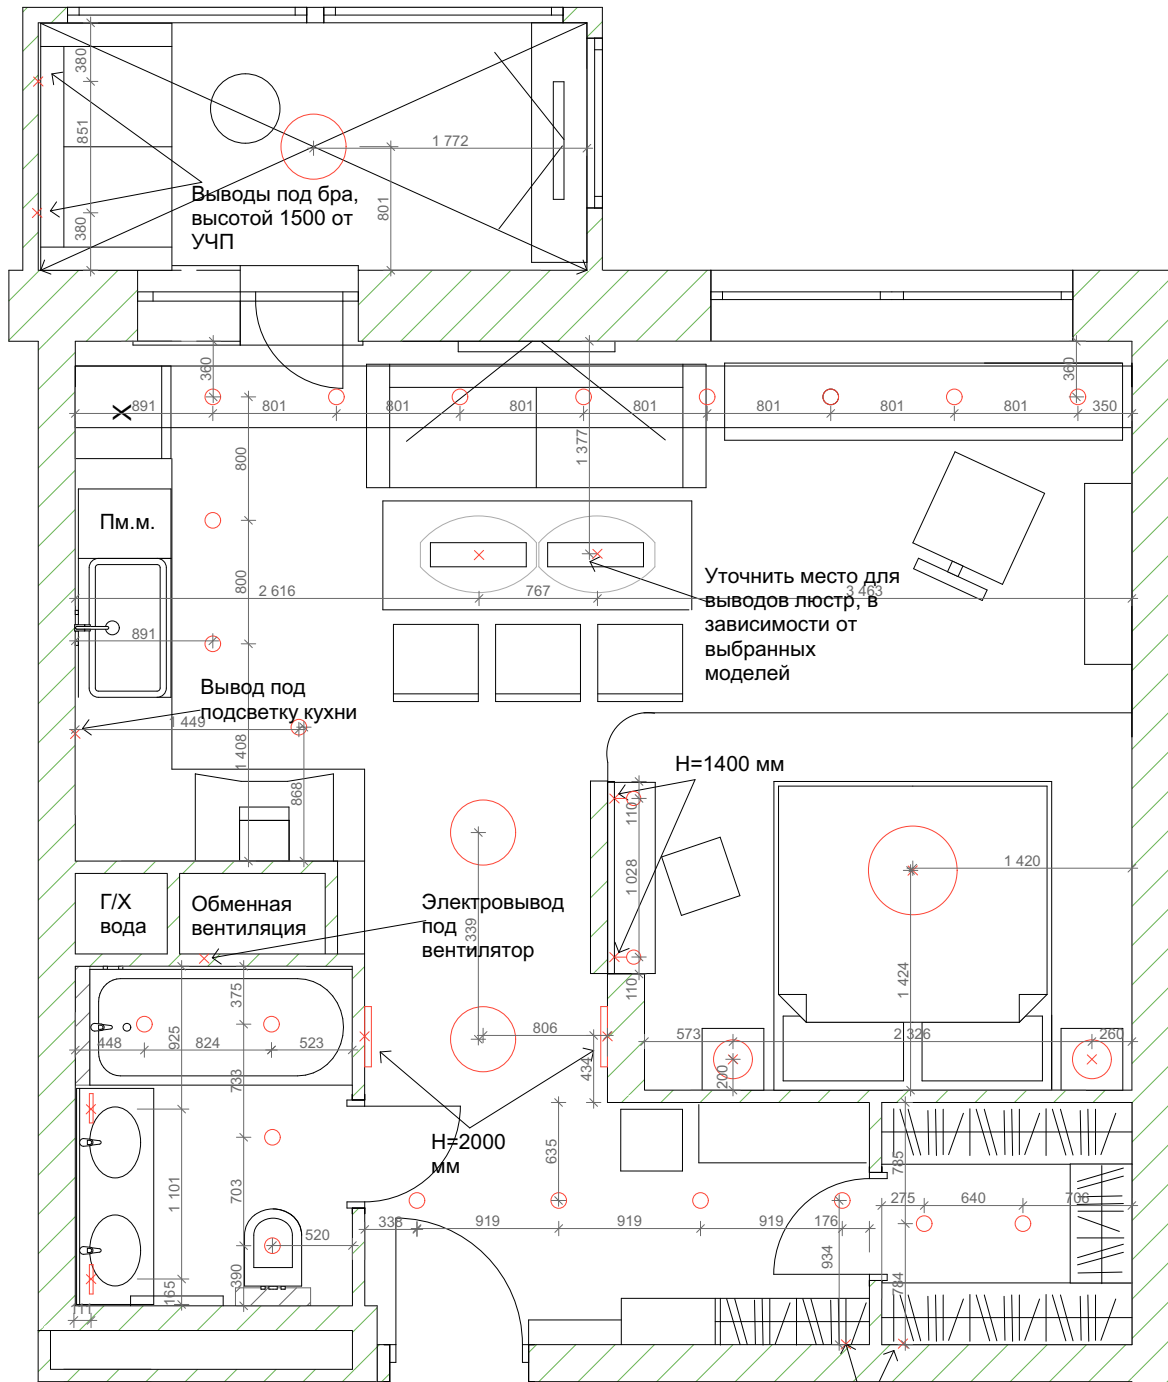 380
851
380
1 772
801
Выводы под бра,
высотой 1500 от
УЧП
360
360
X
891
801
801
801
801
801
801
801
350
1 377
800
Пм.м.
800
2 616
767
3 463
Уточнить место для
выводов люстр, в
зависимости от
выбранных
моделей
891
Вывод под
подсветку кухни
1 449
1 408
868
H=1400 мм
110
1 028
110
1 420
1 424
Г/Х
вода
Обменная
вентиляция
Электровывод
под
вентилятор
339
375
925
448
824
523
733
806
434
573
2 326
260
200
H=2000
мм
635
1 101
703
520
390
165
338
919
919
919
176
934
785
275
640
706
784